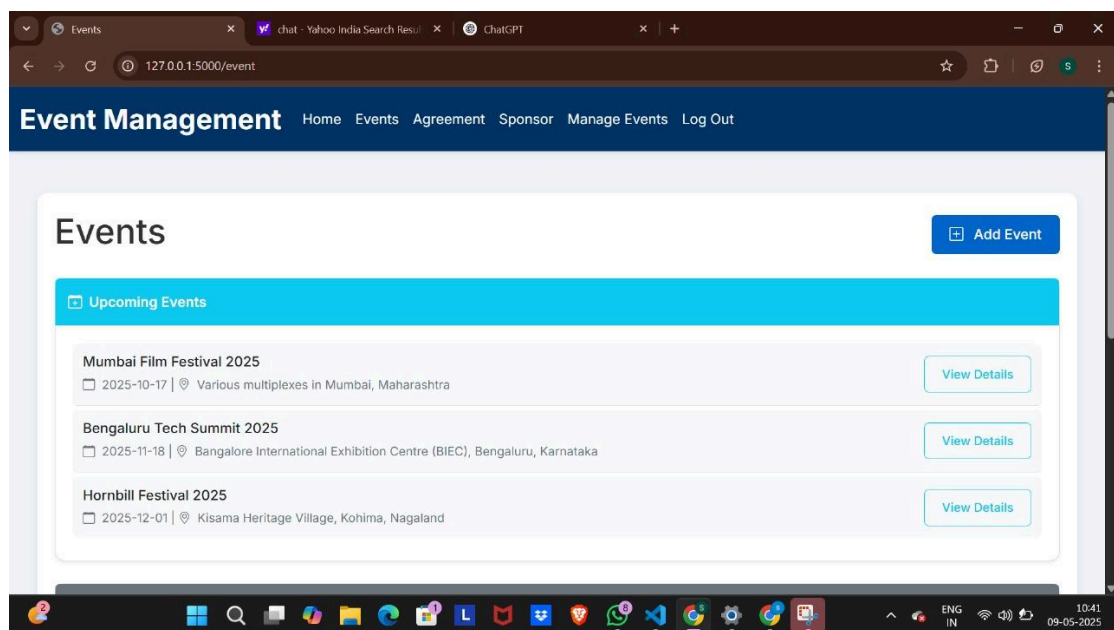 Events
chat - Yahoo India Search Resul
ChatGPT
127.0.0.1:5000/event
S
Event Management Home Events Agreement Sponsor Manage Events Log Out
Events
Add Event
Upcoming Events
Mumbai Film Festival 2025
2025-10-17 | Various multiplexes in Mumbai, Maharashtra
View Details
Bengaluru Tech Summit 2025
2025-11-18 | Bangalore International Exhibition Centre (BIEC), Bengaluru, Karnataka
View Details
Hornbill Festival 2025
2025-12-01 | Kisama Heritage Village, Kohima, Nagaland
View Details
2
1
L
8
ENG
IN
10:41
09-05-2025